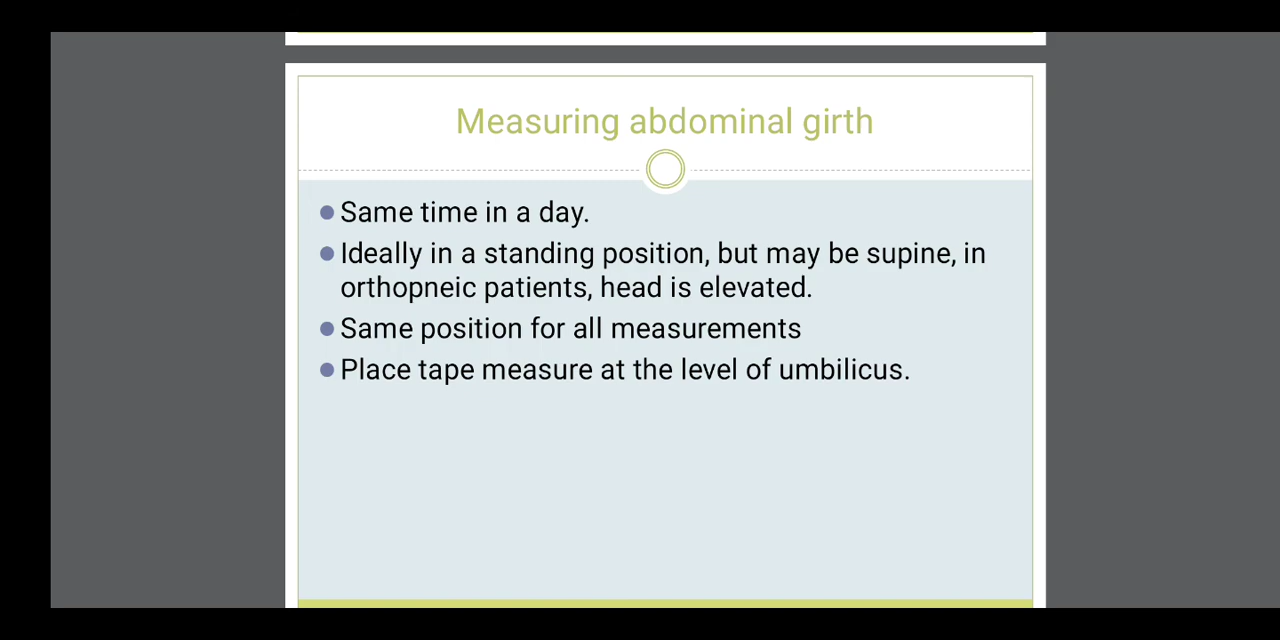 Measuring abdominal girth
Same time in a day.
Ideally in a standing position, but may be supine, in
orthopneic patients, head is elevated.
Same position for all measurements
Place tape measure at the level of umbilicus.